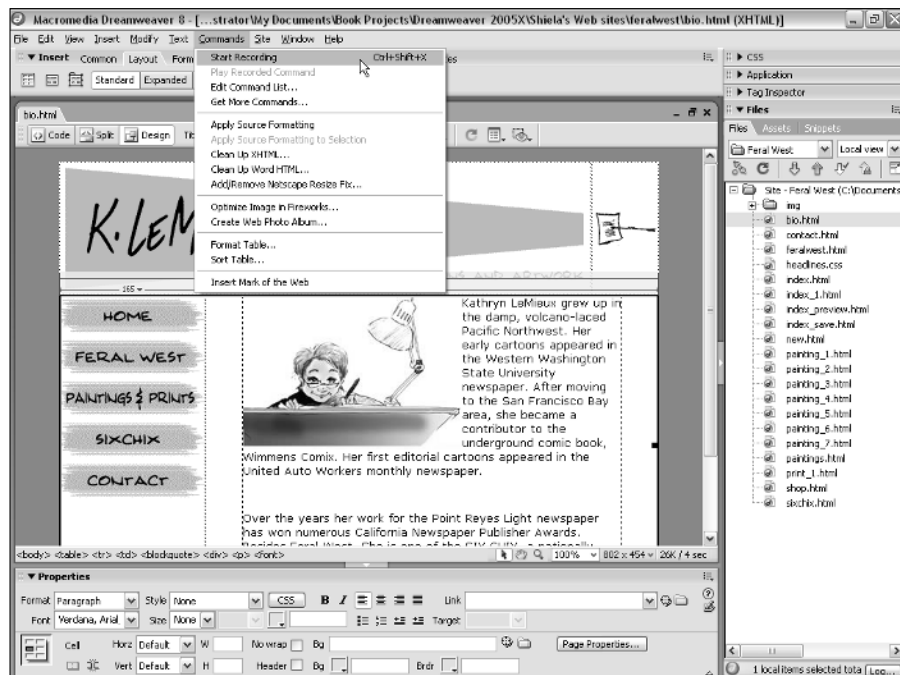 Macromedia Dreamweaver 8 - [...strator\My Documents\Book Projects\Dreamweaver 2005X\Shiela's Web sites\feralwest\bio.html (XHTML)]
File Edit View Insert Modify Text Commands Site Window Help
Insert Common Layout Form
Standard Expanded
Start Recording Ctrl+Shift+X
Play Recorded Command
Edit Command List...
Get More Commands...
Apply Source Formatting
Apply Source Formatting to Selection
Clean Up XHTML...
Clean Up Word HTML...
Add/Remove Netscape Resize Fix...
Optimize Image in Fireworks...
Create Web Photo Album...
Format Table...
Sort Table...
Insert Mark of the Web
bio.html
Code Split Design
K. LEM
AND ARTWORK
165
HOME
FERAL WEST
PAINTINGS & PRINTS
SIXCHIX
CONTACT
Kathryn LeMieux grew up in
the damp, volcano-laced
Pacific Northwest. Her
early cartoons appeared in
the Western Washington
State University
newspaper. After moving
to the San Francisco Bay
area, she became a
contributor to the
underground comic book,
Wimmens Comix. Her first editorial cartoons appeared in the
United Auto Workers monthly newspaper.
Over the years her work for the Point Reyes Light newspaper
has won numerous California Newspaper Publisher Awards.
<body> <table> <tr> <td> <blockquote> <div> <p> <font>
100% 882 x 454 26K / 4 sec
Properties
Format Paragraph Style None CSS B I Link
Font Verdana, Arial, Size None Target
Cell Horz Default W No wrap Bg Page Properties...
Vert Default H Header Bg Brdr
CSS
Application
Tag Inspector
Files
Files Assets Snippets
Feral West Local view
Site - Feral West (C:\Documents
img
bio.html
contact.html
feralwest.html
headlines.css
index.html
index_1.html
index_preview.html
index_save.html
new.html
painting_1.html
painting_2.html
painting_3.html
painting_4.html
painting_5.html
painting_6.html
painting_7.html
paintings.html
print_1.html
shop.html
sixchix.html
1 local items selected tota Log...